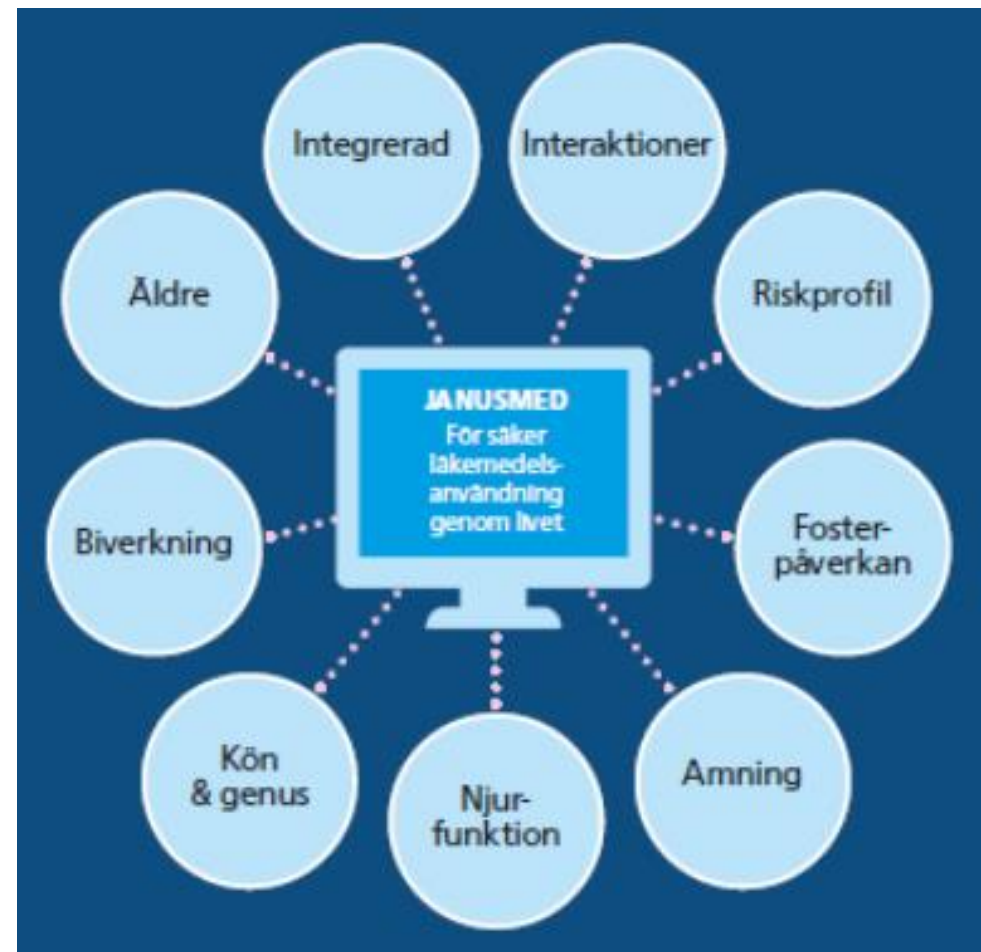 Integrerad
Interaktioner
Äldre
Riskprofil
JANUSMED
För säker
läkemedels-
användning
genom livet
Biverkning
Foster-
påverkan
Kön
& genus
Njur-
funktion
Amning